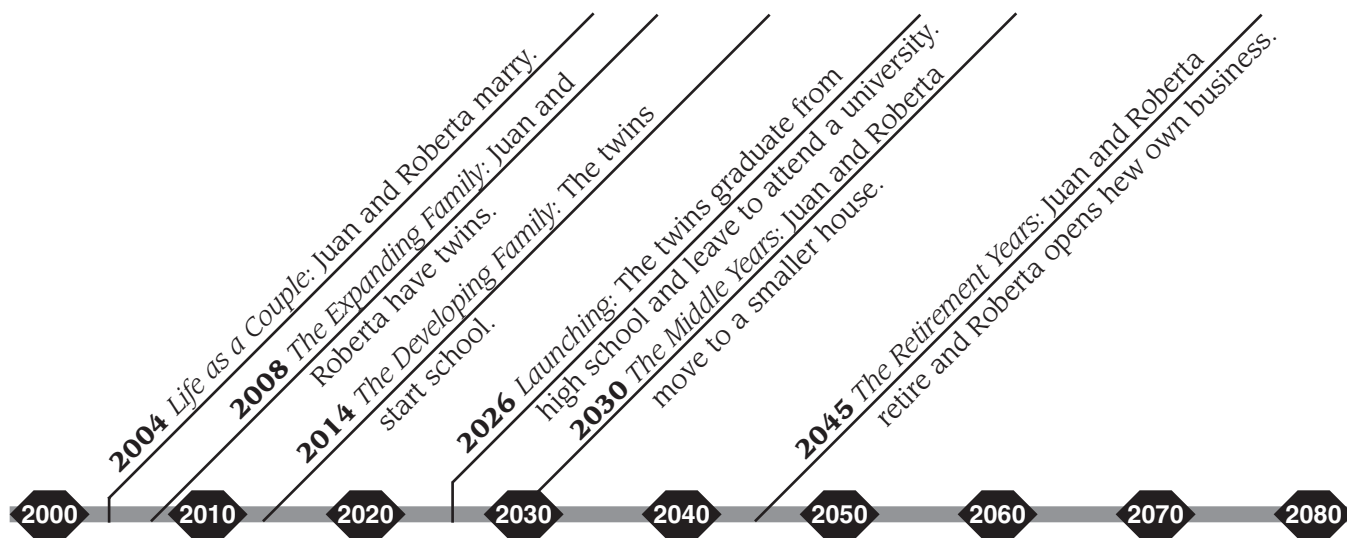 2004 Life as a Couple: Juan and Roberta marry.
2008 The Expanding Family: Juan and
Roberta have twins.
2014 The Developing Family: The twins
start school.
2026 Launching: The twins graduate from
high school and leave to attend a university.
2030 The Middle Years: Juan and Roberta
move to a smaller house.
2045 The Retirement Years: Juan and Roberta
retire and Roberta opens hew own business.
2000 2010 2020 2030 2040 2050 2060 2070 2080